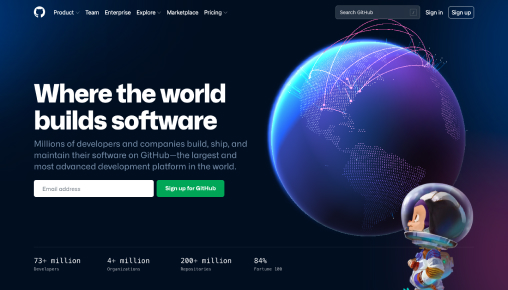 Product Team Enterprise Explore Marketplace Pricing
Search GitHub /
Sign in Sign up
Where the world
builds software
Millions of developers and companies build, ship, and
maintain their software on GitHub—the largest and
most advanced development platform in the world.
Email address
Sign up for GitHub
73+ million 4+ million 200+ million 84%
Developers Organizations Repositories Fortune 100